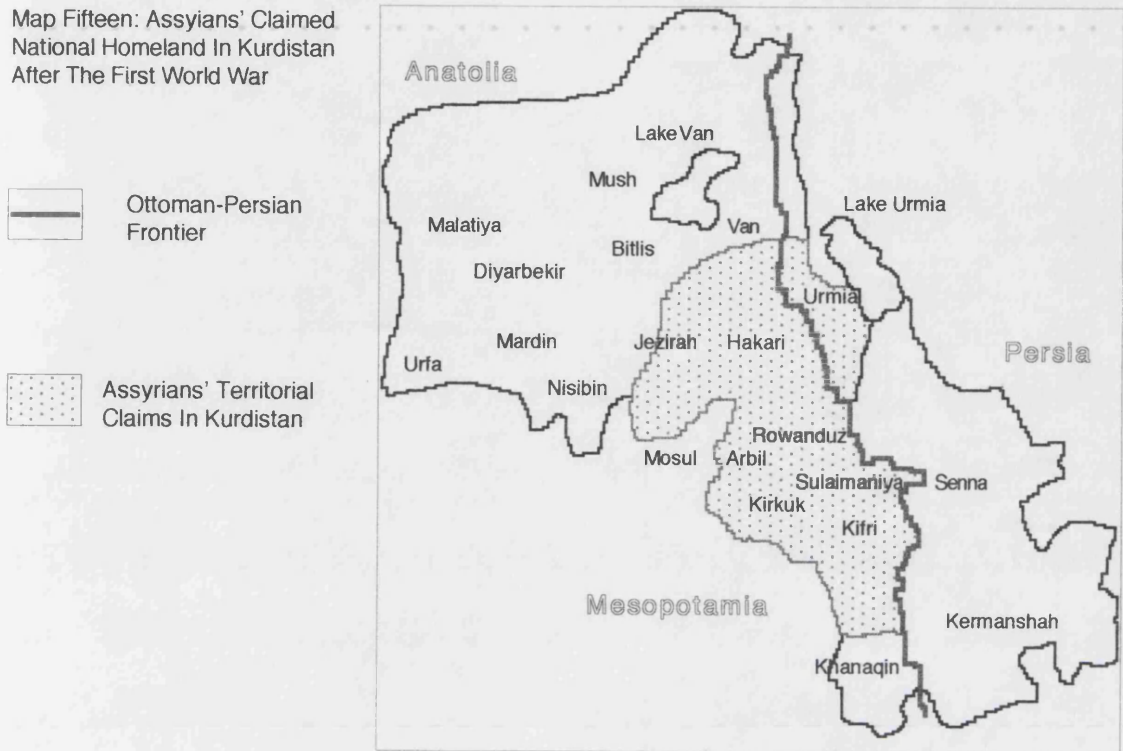 Map Fifteen: Assyians' Claimed
National Homeland In Kurdistan
After The First World War
Ottoman-Persian
Frontier
Assyrians' Territorial
Claims In Kurdistan
Anatolia
Lake Van
Mush
Lake Urmia
Malatiya
Van
Bitlis
Diyarbekir
Urmia
Mardin
Jezirah
Hakari
Persia
Urfa
Nisibin
Rowanduz
Mosul
Arbil
Sulaimaniya
Senna
Kirkuk
Kifri
Mesopotamia
Kermanshah
Khanaqin